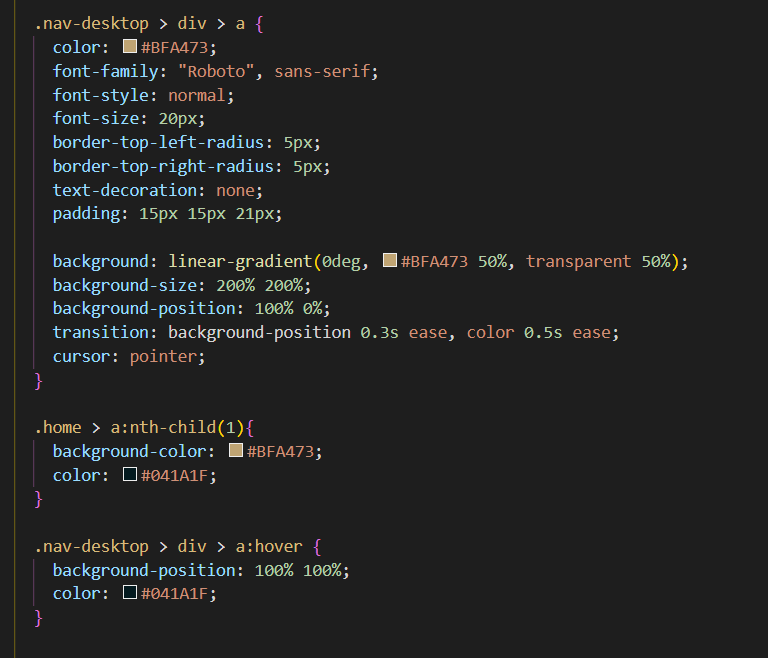 .nav-desktop > div > a {
color: #BFA473;
font-family: "Roboto", sans-serif;
font-style: normal;
font-size: 20px;
border-top-left-radius: 5px;
border-top-right-radius: 5px;
text-decoration: none;
padding: 15px 15px 21px;
background: linear-gradient(0deg, #BFA473 50%, transparent 50%);
background-size: 200% 200%;
background-position: 100% 0%;
transition: background-position 0.3s ease, color 0.5s ease;
cursor: pointer;
}
.home > a:nth-child(1){
background-color: #BFA473;
color: #041A1F;
}
.nav-desktop > div > a:hover {
background-position: 100% 100%;
color: #041A1F;
}